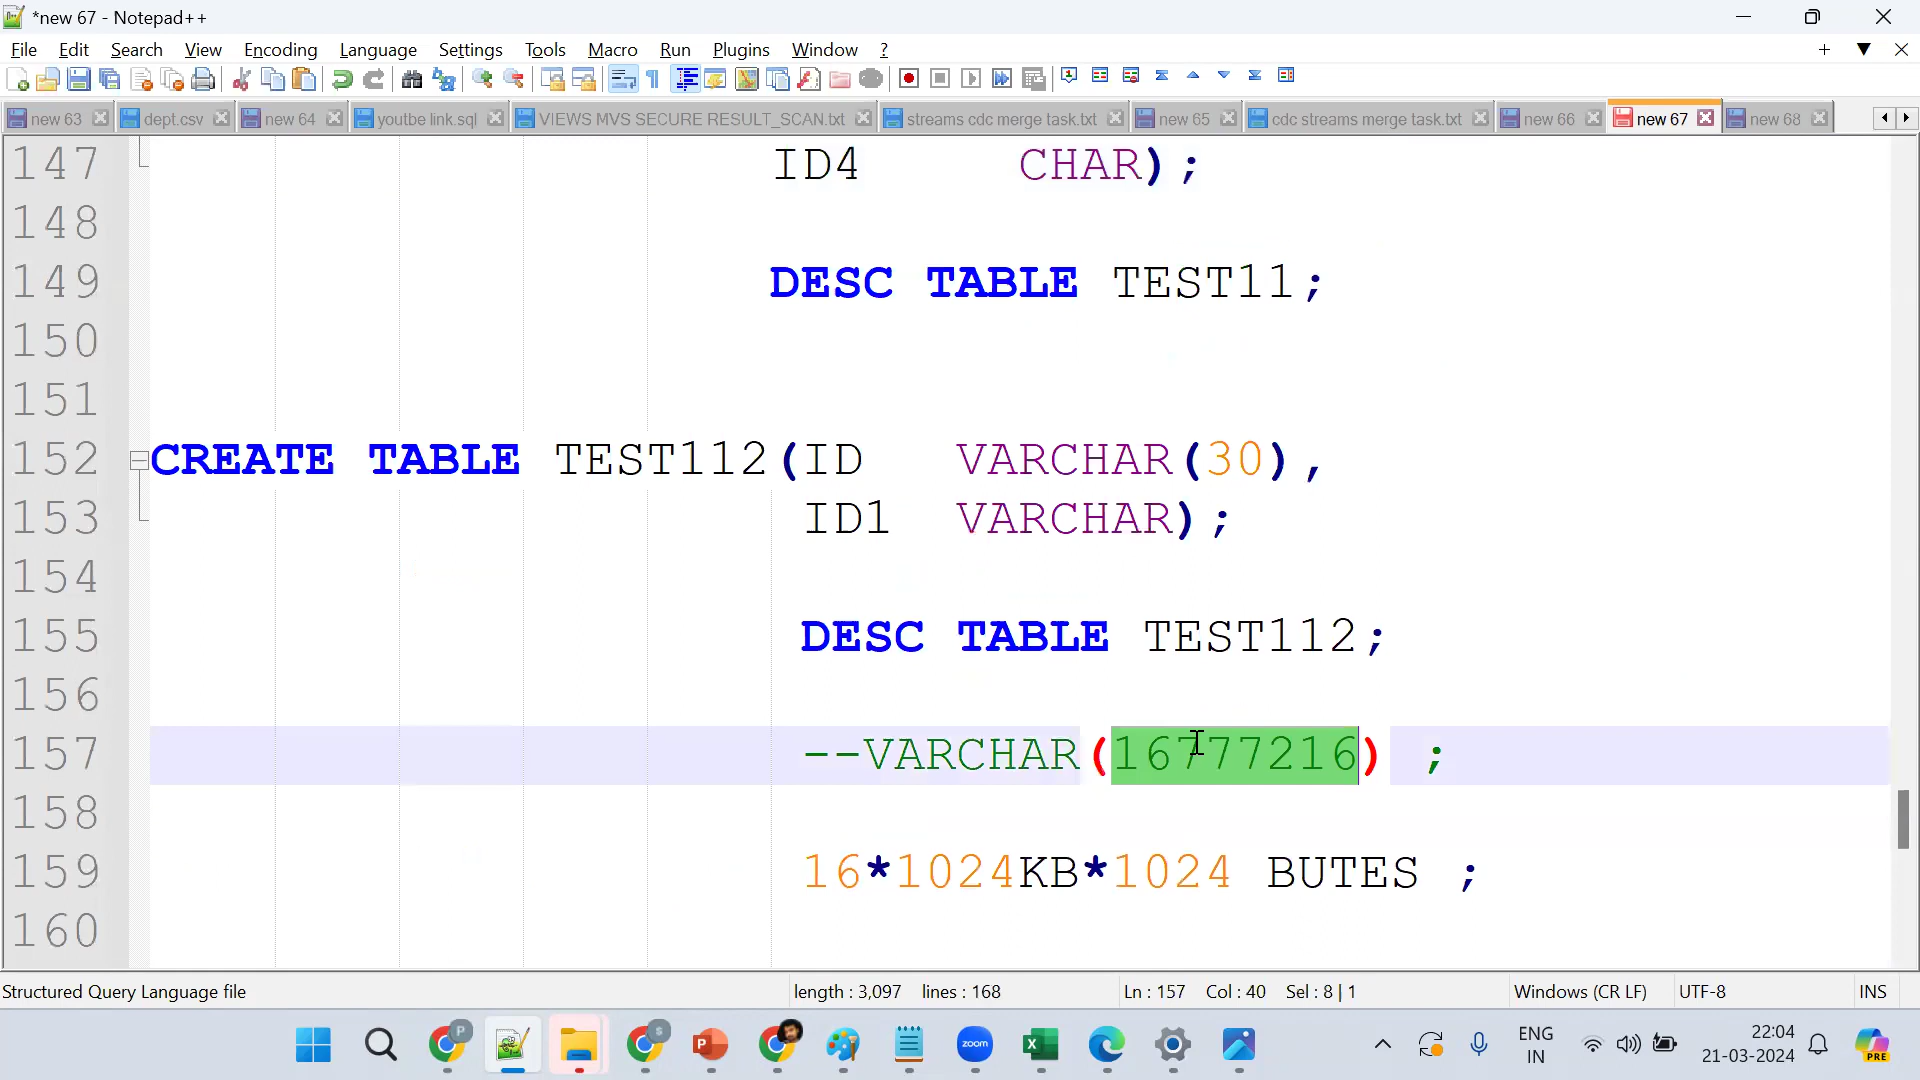 *new 67 - Notepad++
File Edit Search View Encoding Language Settings Tools Macro Run Plugins Window ?
new 63 dept.csv new 64 youtbe link.sql VIEWS MVS SECURE RESULT_SCAN.txt streams cdc merge task.txt new 65 cdc streams merge task.txt new 66 new 67 new 68
147 ID4 CHAR);
148
149 DESC TABLE TEST11;
150
151
152 CREATE TABLE TEST112(ID VARCHAR(30),
153 ID1 VARCHAR);
154
155 DESC TABLE TEST112;
156
157 --VARCHAR(16777216) ;
158
159 16*1024KB*1024 BUTES ;
160
Structured Query Language file length : 3,097 lines : 168 Ln : 157 Col : 40 Sel : 8 | 1 Windows (CR LF) UTF-8 INS
P S zoom ENG 22:04
IN 21-03-2024 PRE